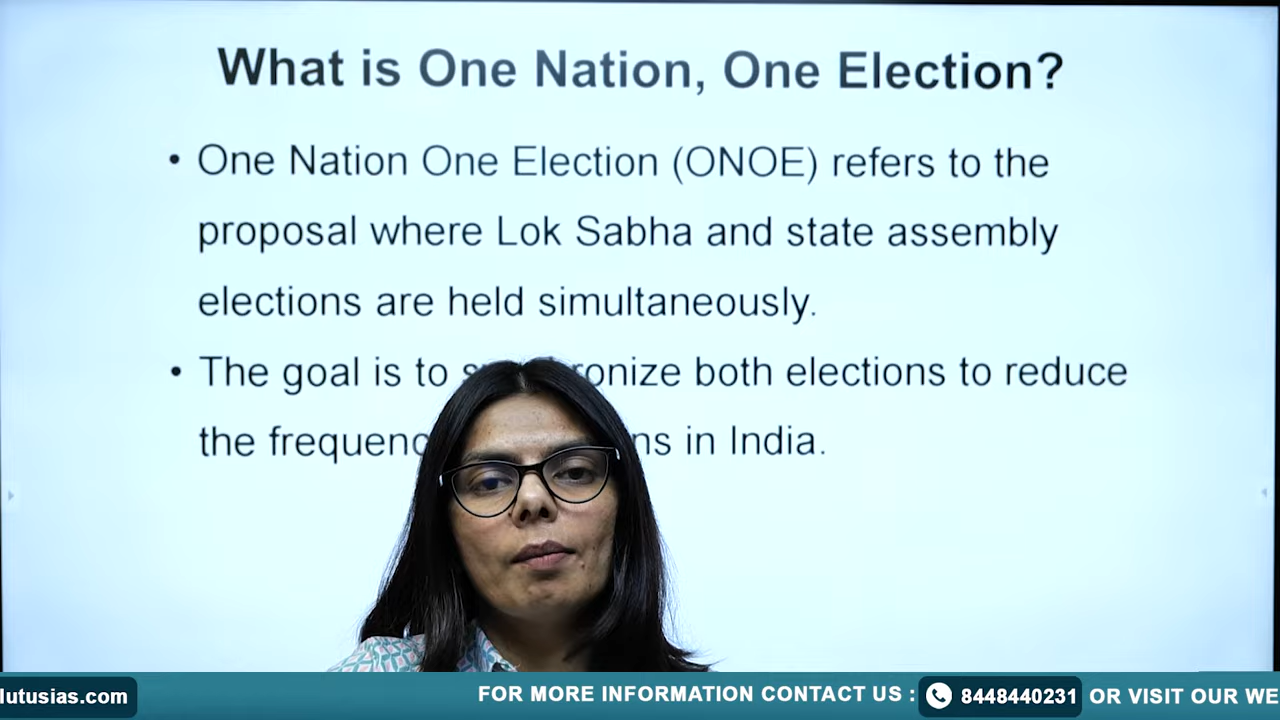 What is One Nation, One Election?
• One Nation One Election (ONOE) refers to the
proposal where Lok Sabha and state assembly
elections are held simultaneously.
• The goal is to both elections to reduce
the in India.
lutusias.com
FOR MORE INFORMATION CONTACT US : 8448440231 OR VISIT OUR WE